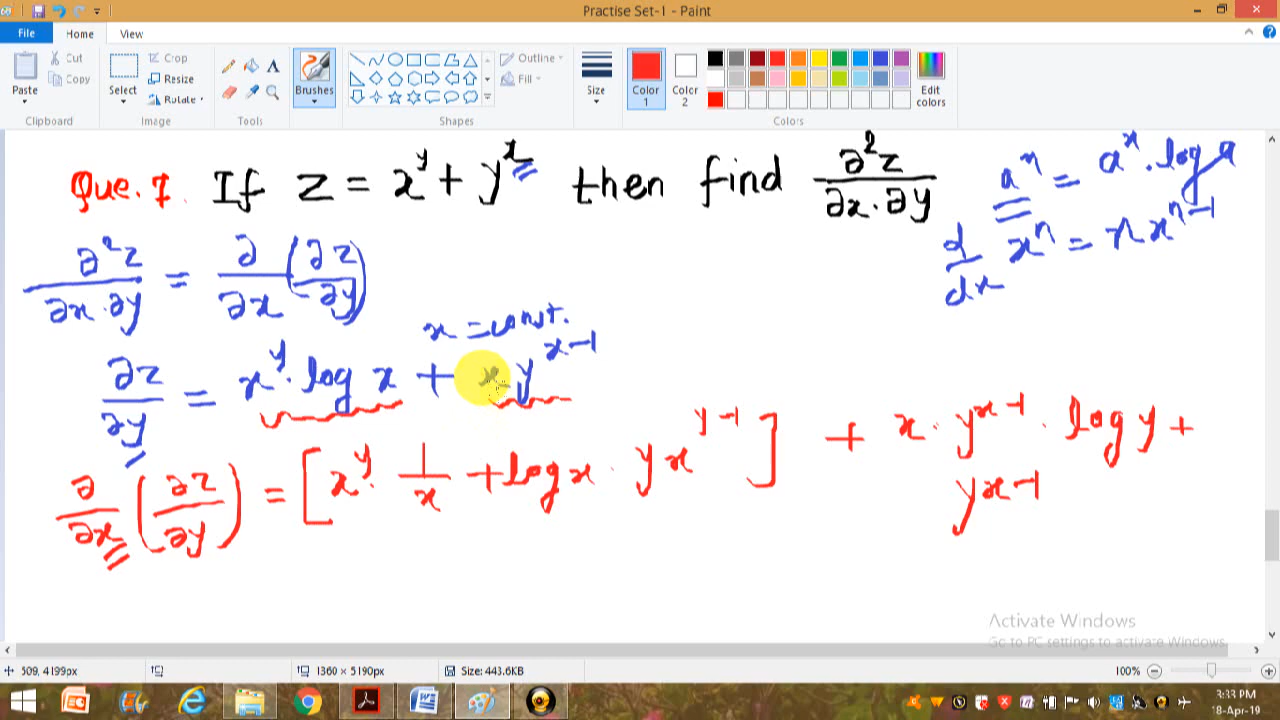 Practise Set-1 - Paint
File Home View
Paste Cut Copy Select Crop Resize Rotate Brushes Outline Fill Size Color 1 Color 2 Edit colors
Clipboard Image Tools Shapes Colors
Que. 7. If z = x^y + y^x then find ∂²z/∂x.∂y
a^x = a^x . log a
d/dx x^n = n x^(n-1)
∂²z/∂x.∂y = ∂/∂x (∂z/∂y)
x = const.
∂z/∂y = x^y . log x + x y^(x-1)
∂/∂x (∂z/∂y) = [x^y . 1/x + log x . y x^(y-1)] + x . y^(x-1) . log y +
yx-1
Activate Windows
Go to PC settings to activate Windows.
509, 4199px 1360 × 5190px Size: 443.6KB 100%
3:33 PM
18-Apr-19